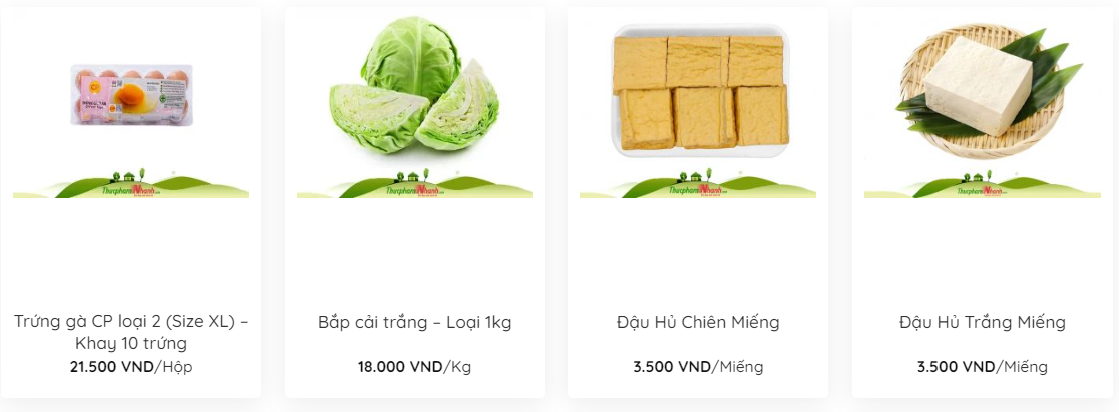 ThucphamNhanh.com
ThucphamNhanh.com
ThucphamNhanh.com
ThucphamNhanh.com
Trứng gà CP loại 2 (Size XL) –
Khay 10 trứng
21.500 VND/Hộp
Bắp cải trắng – Loại 1kg
18.000 VND/Kg
Đậu Hủ Chiên Miếng
3.500 VND/Miếng
Đậu Hủ Trắng Miếng
3.500 VND/Miếng